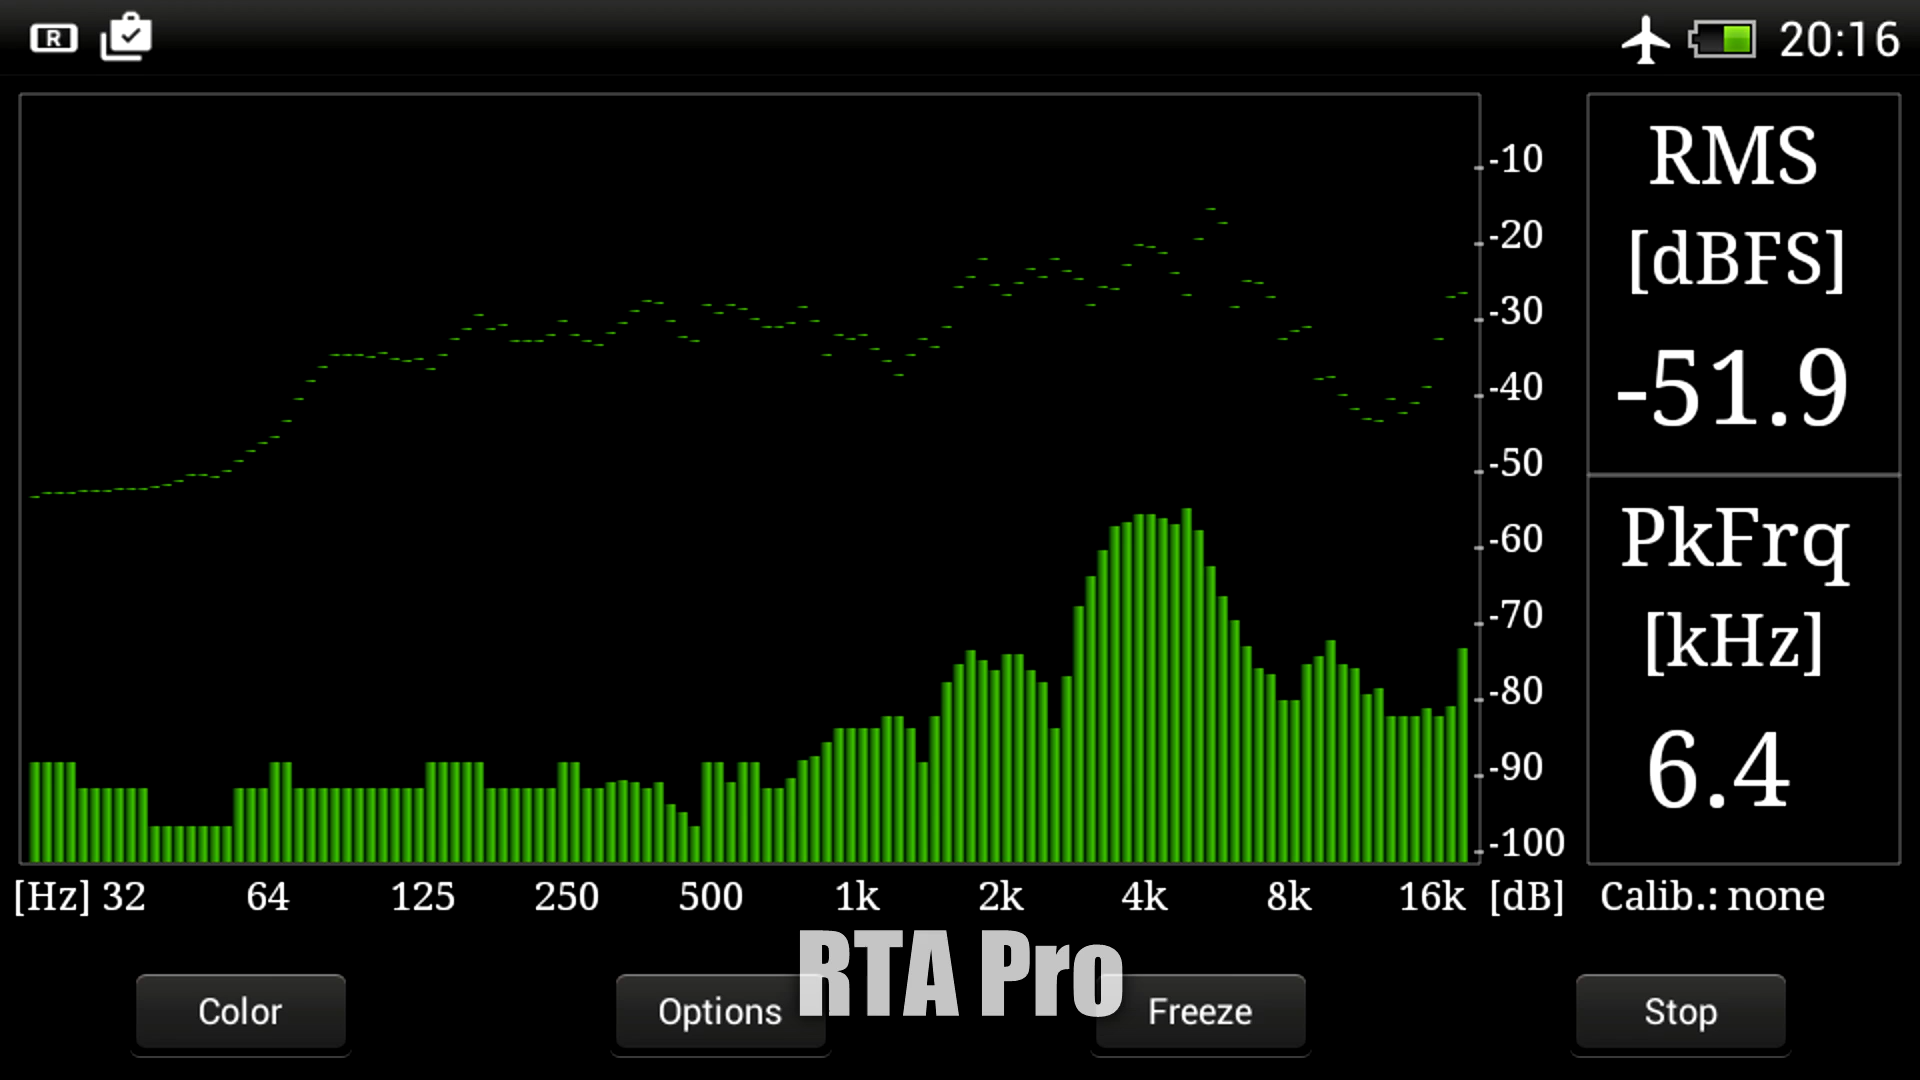 R
20:16
RMS
[dBFS]
-51.9
PkFrq
[kHz]
6.4
-10
-20
-30
-40
-50
-60
-70
-80
-90
-100
[Hz] 32 64 125 250 500 1k 2k 4k 8k 16k [dB] Calib.: none
RTA Pro
Color Options Freeze Stop